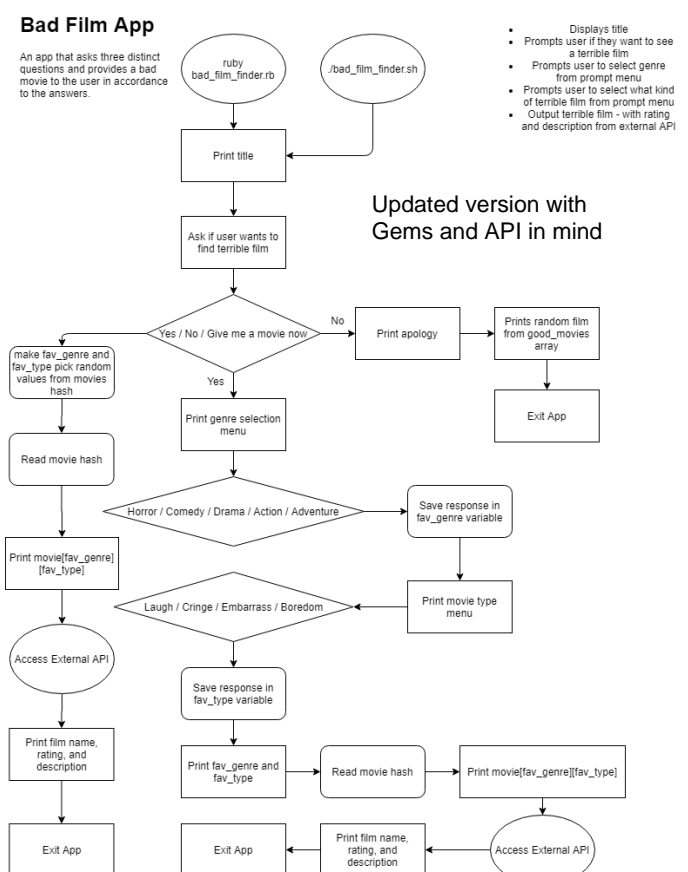 Bad Film App
An app that asks three distinct
questions and provides a bad
movie to the user in accordance
to the answers.
ruby
bad_film_finder.rb
./bad_film_finder.sh
Displays title
Prompts user if they want to see
a terrible film
Prompts user to select genre
from prompt menu
Prompts user to select what kind
of terrible film from prompt menu
Output terrible film - with rating
and description from external API
Print title
Updated version with
Gems and API in mind
Ask if user wants to
find terrible film
Yes / No / Give me a movie now
No
Print apology
Prints random film
from good_movies
array
Exit App
make fav_genre and
fav_type pick random
values from movies
hash
Yes
Print genre selection
menu
Read movie hash
Horror / Comedy / Drama / Action / Adventure
Save response in
fav_genre variable
Print movie[fav_genre]
[fav_type]
Laugh / Cringe / Embarrass / Boredom
Print movie type
menu
Access External API
Save response in
fav_type variable
Print film name,
rating, and
description
Print fav_genre and
fav_type
Read movie hash
Print movie[fav_genre][fav_type]
Exit App
Exit App
Print film name,
rating, and
description
Access External API